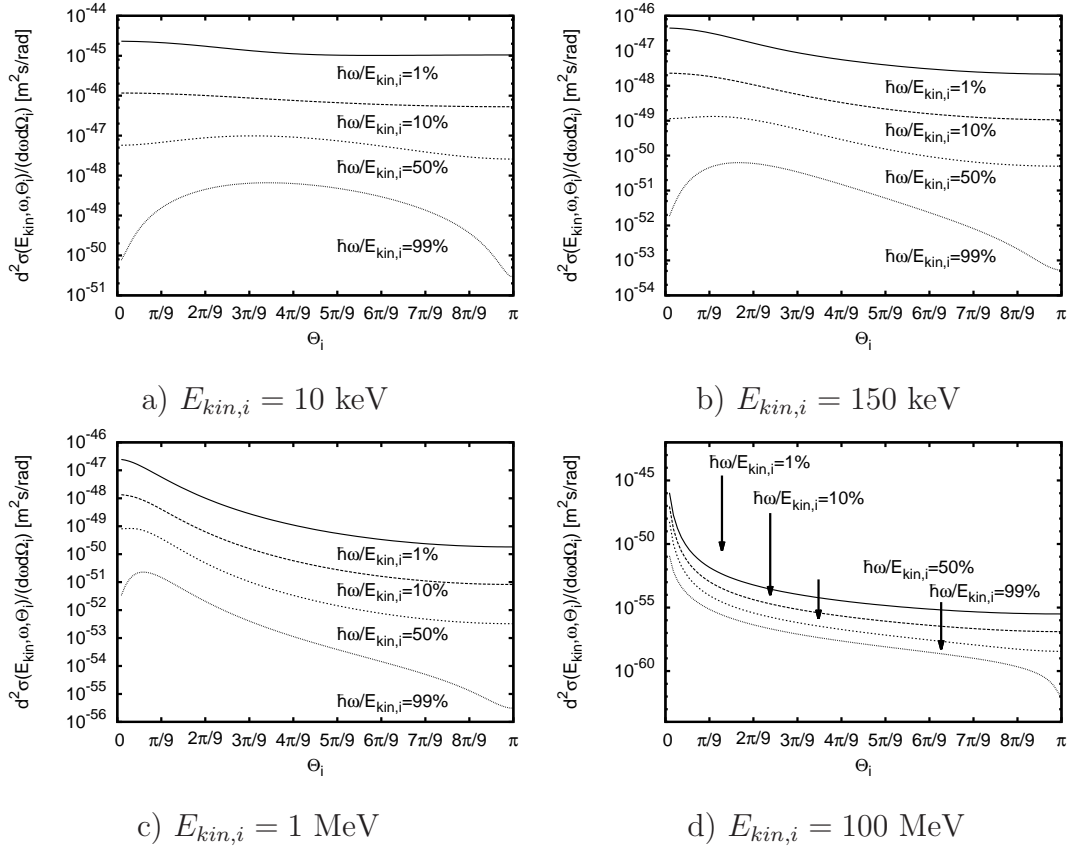 d²σ(E_kin,ω,Θ_i)/(dωdΩ_i) [m²s/rad]
10⁻⁴⁴
10⁻⁴⁵
10⁻⁴⁶
10⁻⁴⁷
10⁻⁴⁸
10⁻⁴⁹
10⁻⁵⁰
10⁻⁵¹
ħω/E_kin,i=1%
ħω/E_kin,i=10%
ħω/E_kin,i=50%
ħω/E_kin,i=99%
0 π/9 2π/9 3π/9 4π/9 5π/9 6π/9 7π/9 8π/9 π
Θ_i
a) E_kin,i = 10 keV
d²σ(E_kin,ω,Θ_i)/(dωdΩ_i) [m²s/rad]
10⁻⁴⁶
10⁻⁴⁷
10⁻⁴⁸
10⁻⁴⁹
10⁻⁵⁰
10⁻⁵¹
10⁻⁵²
10⁻⁵³
10⁻⁵⁴
ħω/E_kin,i=1%
ħω/E_kin,i=10%
ħω/E_kin,i=50%
ħω/E_kin,i=99%
0 π/9 2π/9 3π/9 4π/9 5π/9 6π/9 7π/9 8π/9 π
Θ_i
b) E_kin,i = 150 keV
d²σ(E_kin,ω,Θ_i)/(dωdΩ_i) [m²s/rad]
10⁻⁴⁶
10⁻⁴⁷
10⁻⁴⁸
10⁻⁴⁹
10⁻⁵⁰
10⁻⁵¹
10⁻⁵²
10⁻⁵³
10⁻⁵⁴
10⁻⁵⁵
10⁻⁵⁶
ħω/E_kin,i=1%
ħω/E_kin,i=10%
ħω/E_kin,i=50%
ħω/E_kin,i=99%
0 π/9 2π/9 3π/9 4π/9 5π/9 6π/9 7π/9 8π/9 π
Θ_i
c) E_kin,i = 1 MeV
d²σ(E_kin,ω,Θ_i)/(dωdΩ_i) [m²s/rad]
10⁻⁴⁵
10⁻⁵⁰
10⁻⁵⁵
10⁻⁶⁰
ħω/E_kin,i=1%
ħω/E_kin,i=10%
ħω/E_kin,i=50%
ħω/E_kin,i=99%
0 π/9 2π/9 3π/9 4π/9 5π/9 6π/9 7π/9 8π/9 π
Θ_i
d) E_kin,i = 100 MeV